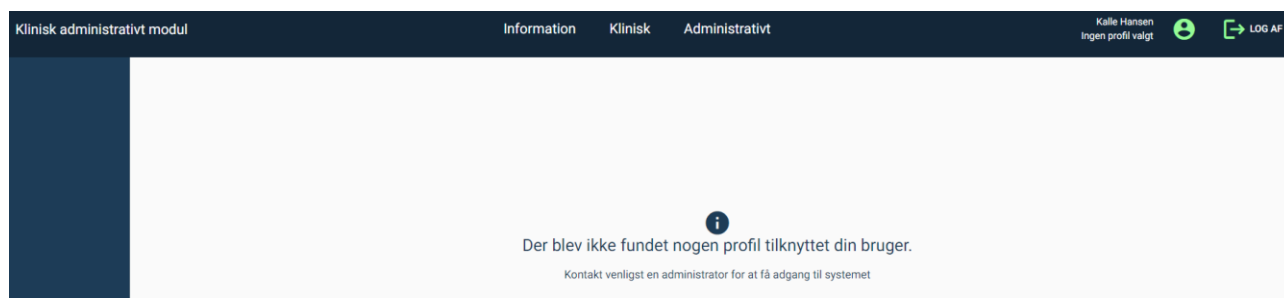 Klinisk administrativt modul
Information Klinisk Administrativt
Kalle Hansen
Ingen profil valgt
LOG AF
Der blev ikke fundet nogen profil tilknyttet din bruger.
Kontakt venligst en administrator for at få adgang til systemet